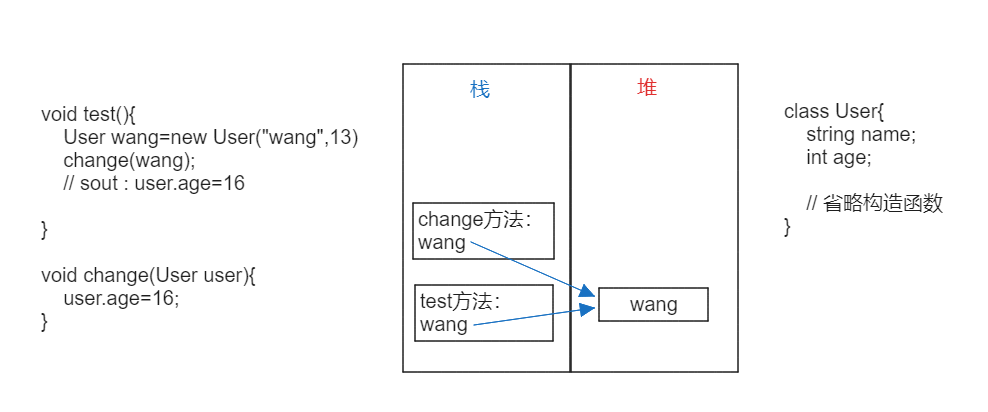 void test(){
User wang=new User("wang",13)
change(wang);
// sout : user.age=16
}
void change(User user){
user.age=16;
}
栈
堆
change方法：
wang
test方法：
wang
wang
class User{
string name;
int age;
// 省略构造函数
}